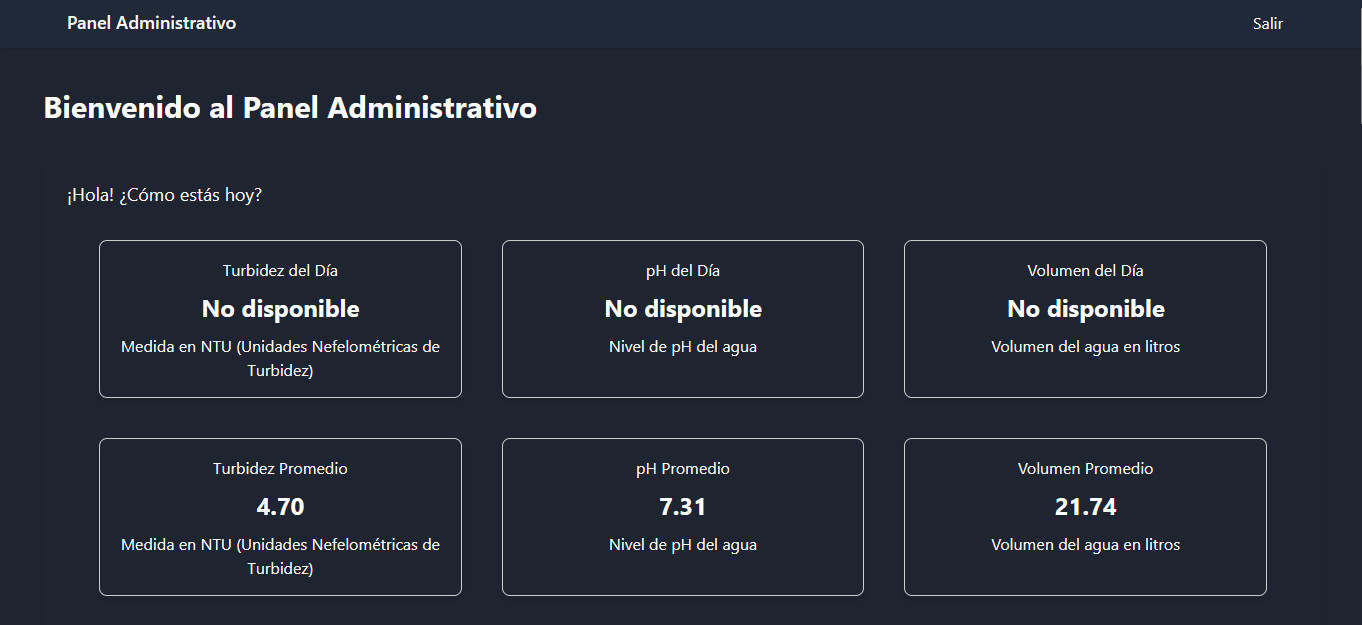 Panel Administrativo
Salir
Bienvenido al Panel Administrativo
¡Hola! ¿Cómo estás hoy?
Turbidez del Día
No disponible
Medida en NTU (Unidades Nefelométricas de
Turbidez)
pH del Día
No disponible
Nivel de pH del agua
Volumen del Día
No disponible
Volumen del agua en litros
Turbidez Promedio
4.70
Medida en NTU (Unidades Nefelométricas de
Turbidez)
pH Promedio
7.31
Nivel de pH del agua
Volumen Promedio
21.74
Volumen del agua en litros